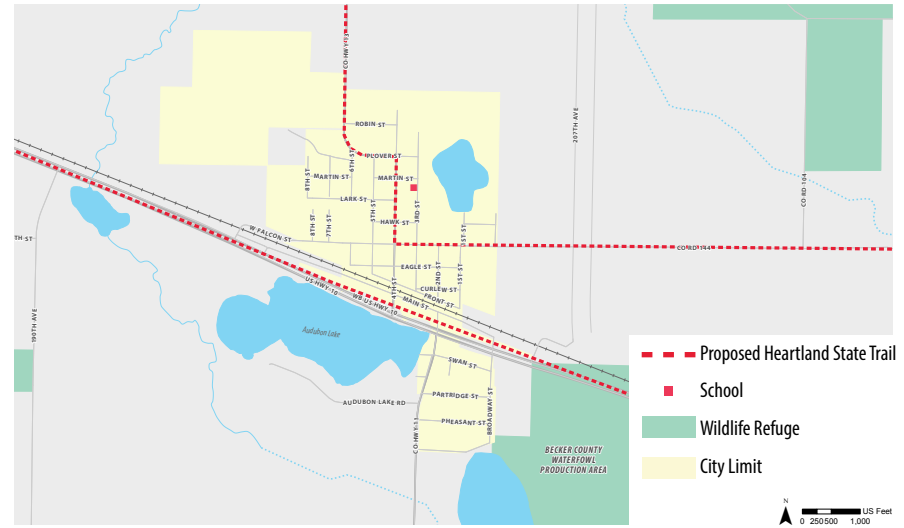 CO HWY 13
ROBIN ST
PLOVER ST
6TH ST
MARTIN ST
MARTIN ST
8TH ST
LARK ST
5TH ST
3RD ST
HAWK ST
8TH ST
7TH ST
W FALCON ST
1ST ST
207TH AVE
CO RD 104
CO RD 144
TH ST
EAGLE ST
2ND ST
1ST ST
CURLEW ST
4TH ST
FRONT ST
MAIN ST
US HWY 10
WB US HWY 10
190TH AVE
Audubon Lake
SWAN ST
PARTRIDGE ST
BROADWAY ST
AUDUBON LAKE RD
PHEASANT ST
CO HWY 11
BECKER COUNTY
WATERFOWL
PRODUCTION AREA
Proposed Heartland State Trail
School
Wildlife Refuge
City Limit
N
US Feet
0 250 500 1,000